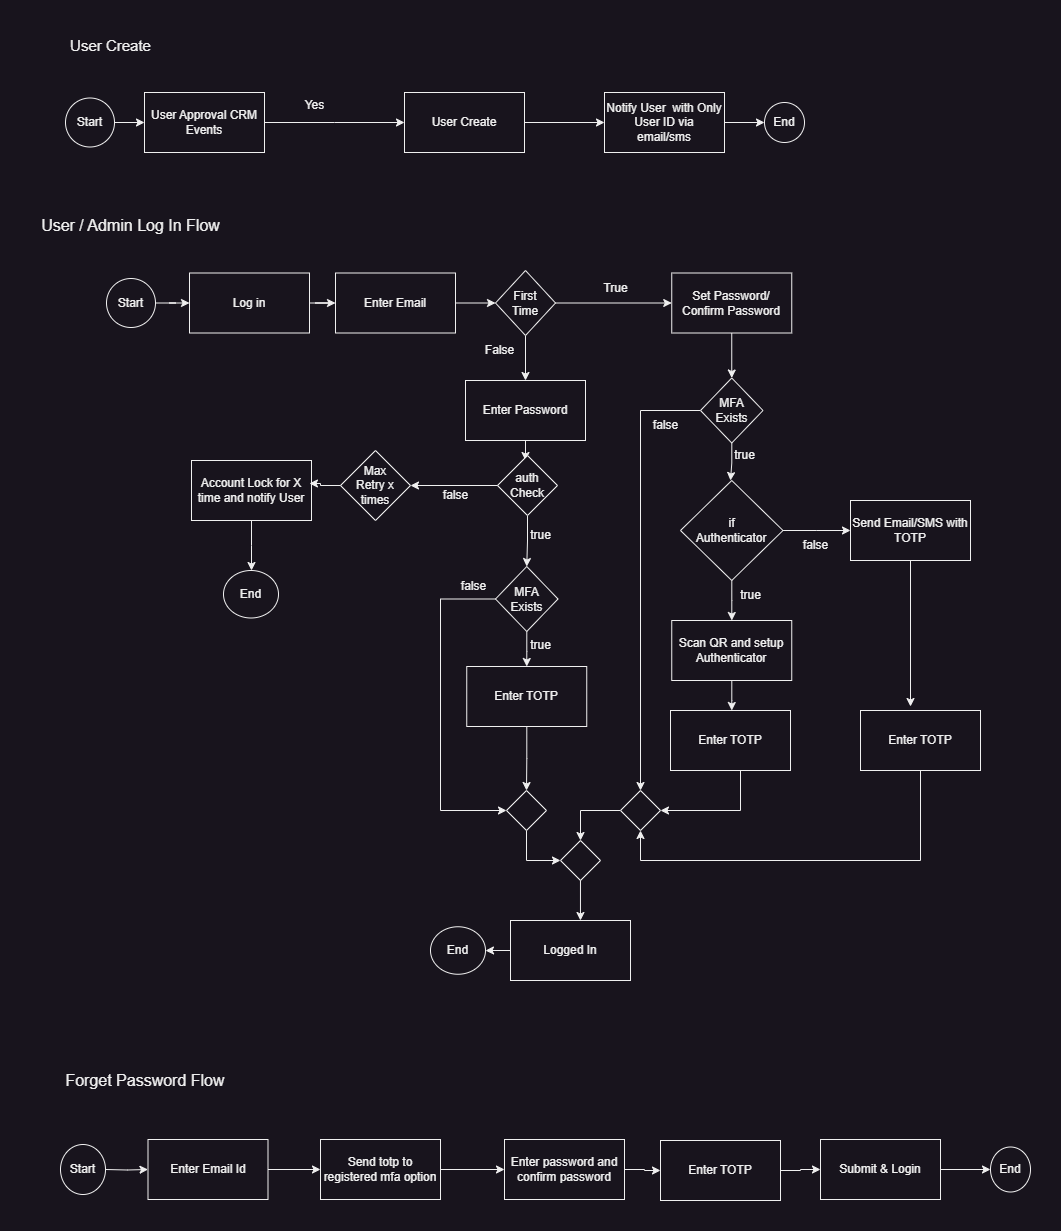 User Create
Start
User Approval CRM
Events
Yes
User Create
Notify User  with Only
User ID via
email/sms
End
User / Admin Log In Flow
Start
Log in
Enter Email
First
Time
True
Set Password/
Confirm Password
False
Enter Password
MFA
Exists
false
true
Account Lock for X
time and notify User
Max
Retry x
times
false
auth
Check
true
if
Authenticator
false
Send Email/SMS with
TOTP
End
false
MFA
Exists
true
true
Scan QR and setup
Authenticator
Enter TOTP
Enter TOTP
Enter TOTP
End
Logged In
Forget Password Flow
Start
Enter Email Id
Send totp to
registered mfa option
Enter password and
confirm password
Enter TOTP
Submit & Login
End